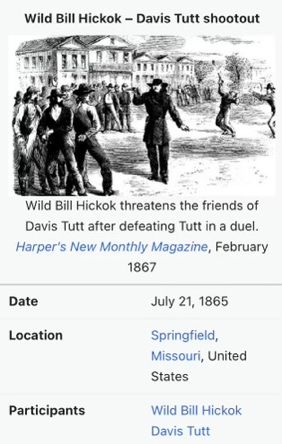 Wild Bill Hickok – Davis Tutt shootout
Wild Bill Hickok threatens the friends of
Davis Tutt after defeating Tutt in a duel.
Harper's New Monthly Magazine, February
1867
Date July 21, 1865
Location Springfield,
Missouri, United
States
Participants Wild Bill Hickok
Davis Tutt